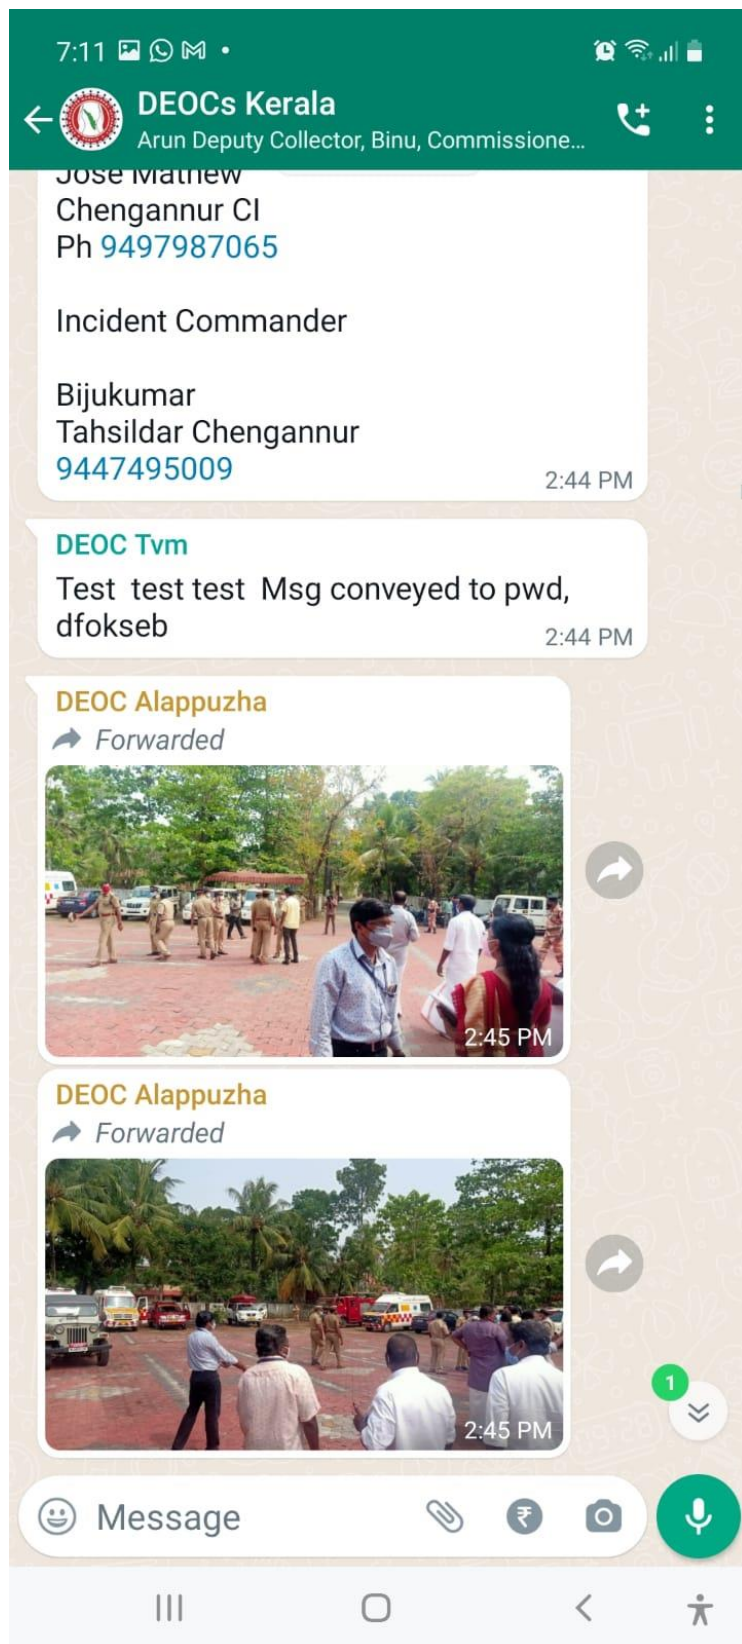 7:11
DEOCs Kerala
Arun Deputy Collector, Binu, Commissione...
Jose Mathew
Chengannur CI
Ph 9497987065
Incident Commander
Bijukumar
Tahsildar Chengannur
9447495009
2:44 PM
DEOC Tvm
Test  test test  Msg conveyed to pwd,
dfokseb
2:44 PM
DEOC Alappuzha
Forwarded
2:45 PM
DEOC Alappuzha
Forwarded
2:45 PM
1
Message
₹